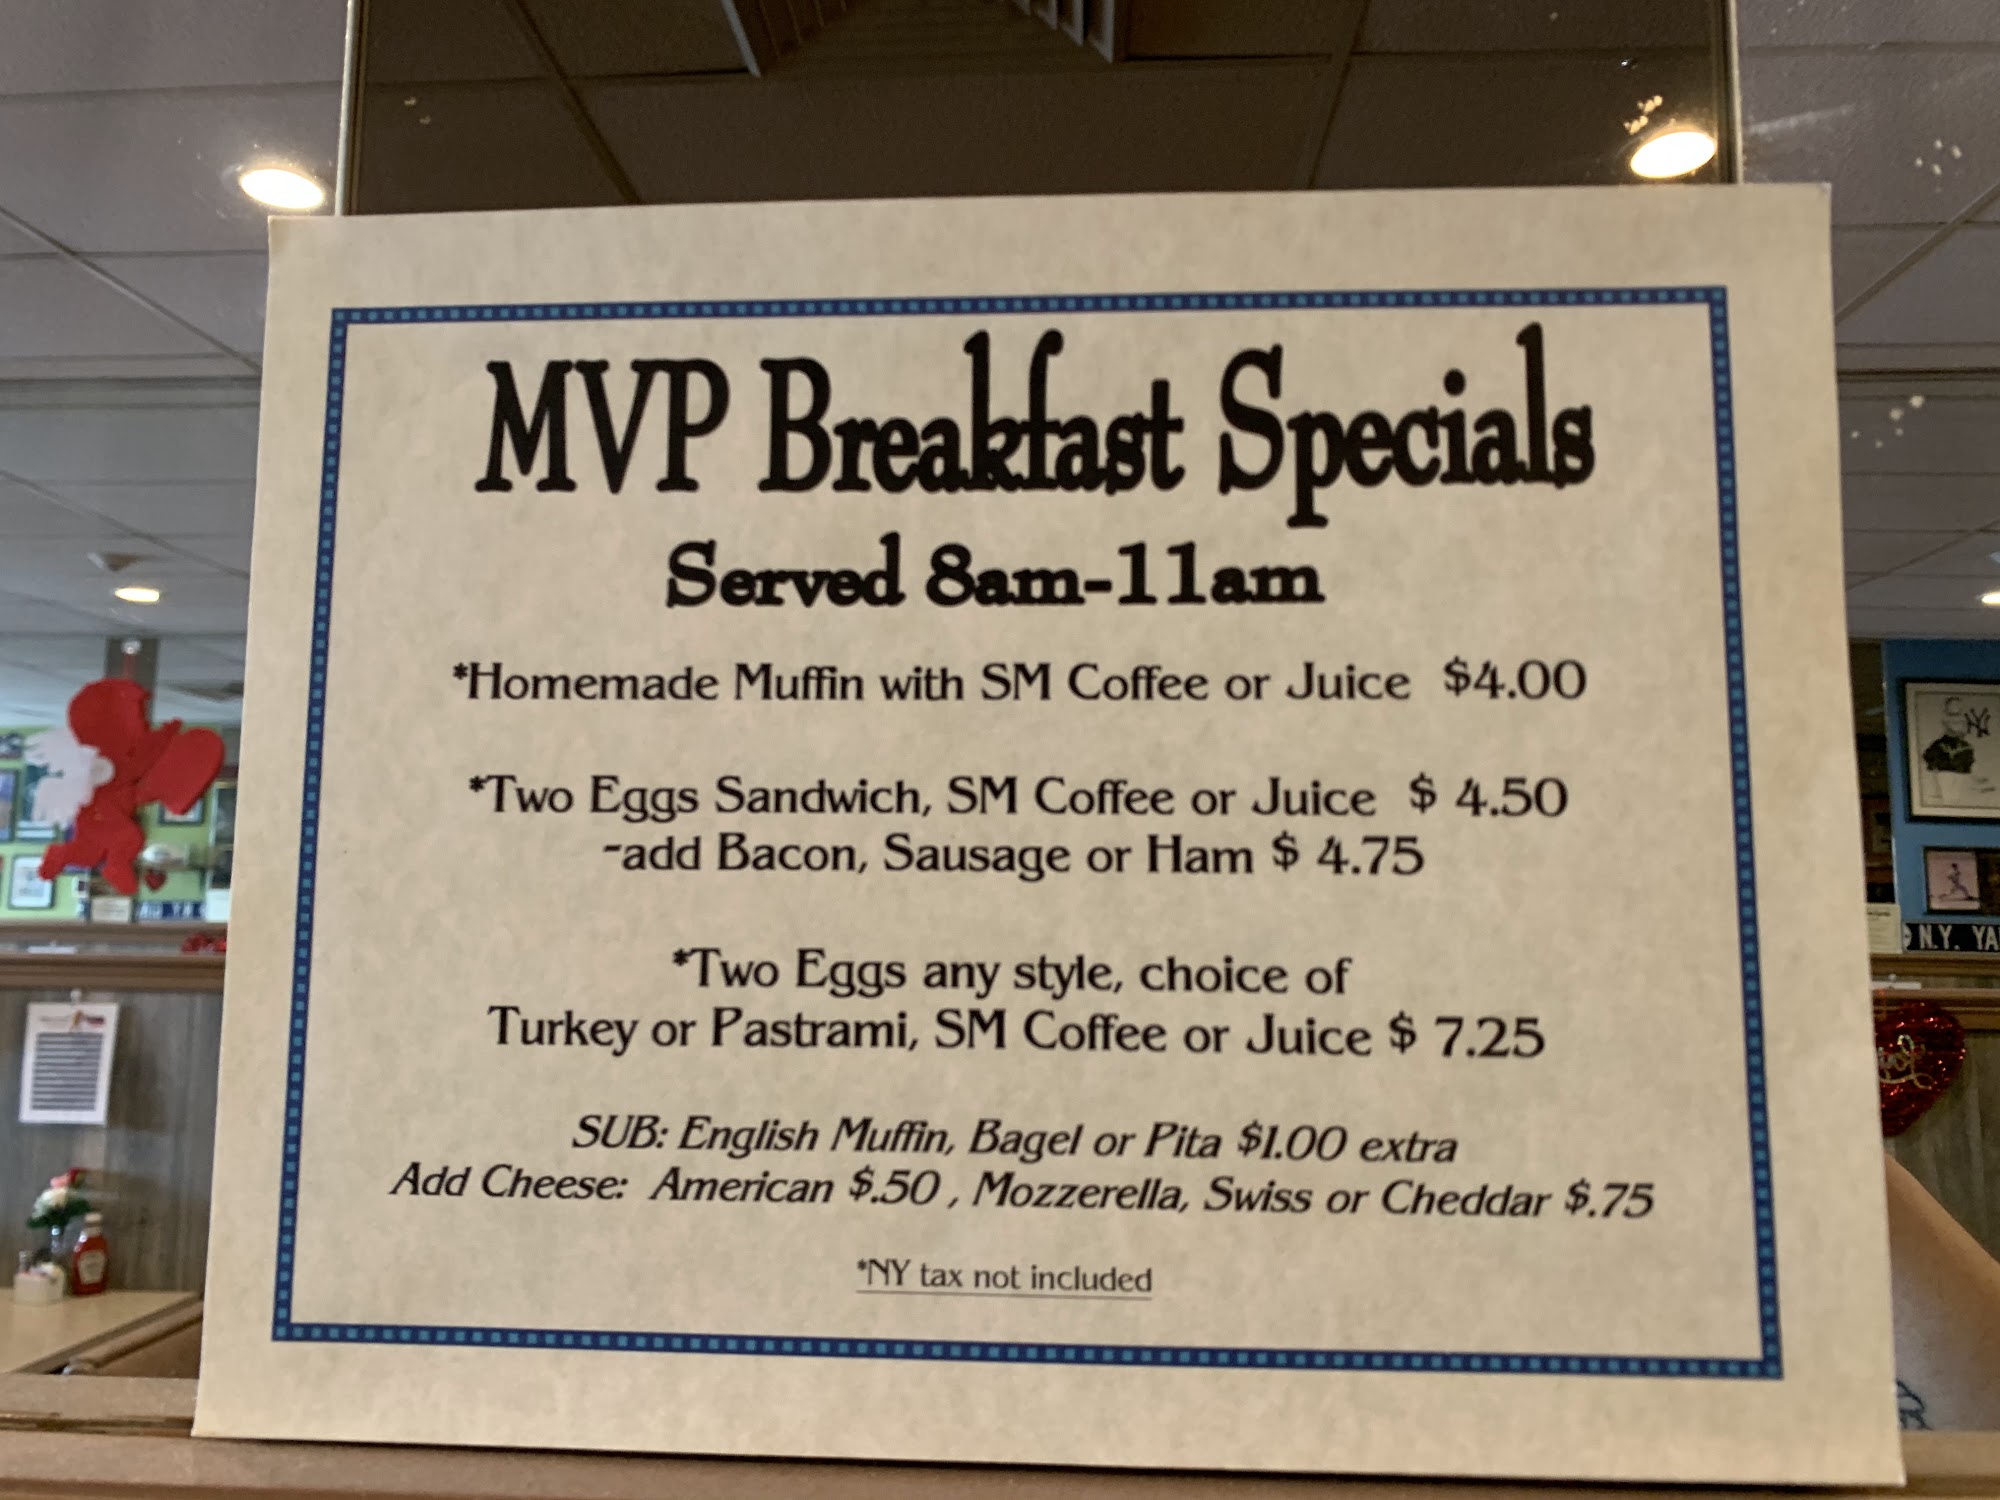 MVP Breakfast Specials
Served 8am-11am
*Homemade Muffin with SM Coffee or Juice $4.00
*Two Eggs Sandwich, SM Coffee or Juice $ 4.50
-add Bacon, Sausage or Ham $ 4.75
*Two Eggs any style, choice of
Turkey or Pastrami, SM Coffee or Juice $ 7.25
SUB: English Muffin, Bagel or Pita $1.00 extra
Add Cheese: American $.50 , Mozzerella, Swiss or Cheddar $.75
*NY tax not included
NY
N.Y. YA